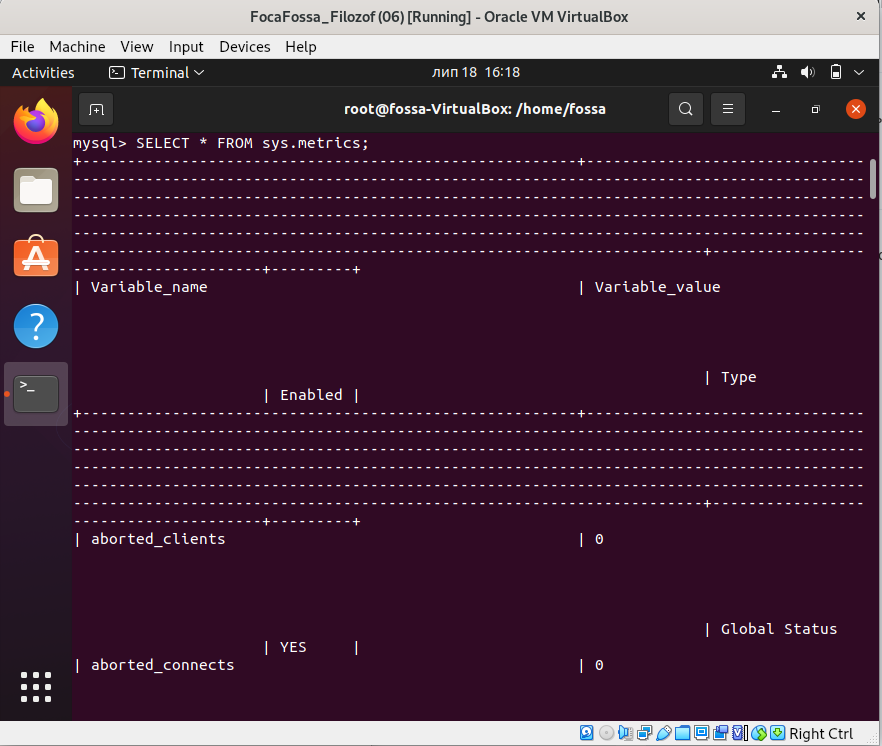 FocaFossa_Filozof (06) [Running] - Oracle VM VirtualBox
File Machine View Input Devices Help
Activities Terminal лип 18 16:18
root@fossa-VirtualBox: /home/fossa
mysql> SELECT * FROM sys.metrics;
| Variable_name | Variable_value
| Type
| Enabled |
| aborted_clients | 0
| Global Status
| YES |
| aborted_connects | 0
Right Ctrl